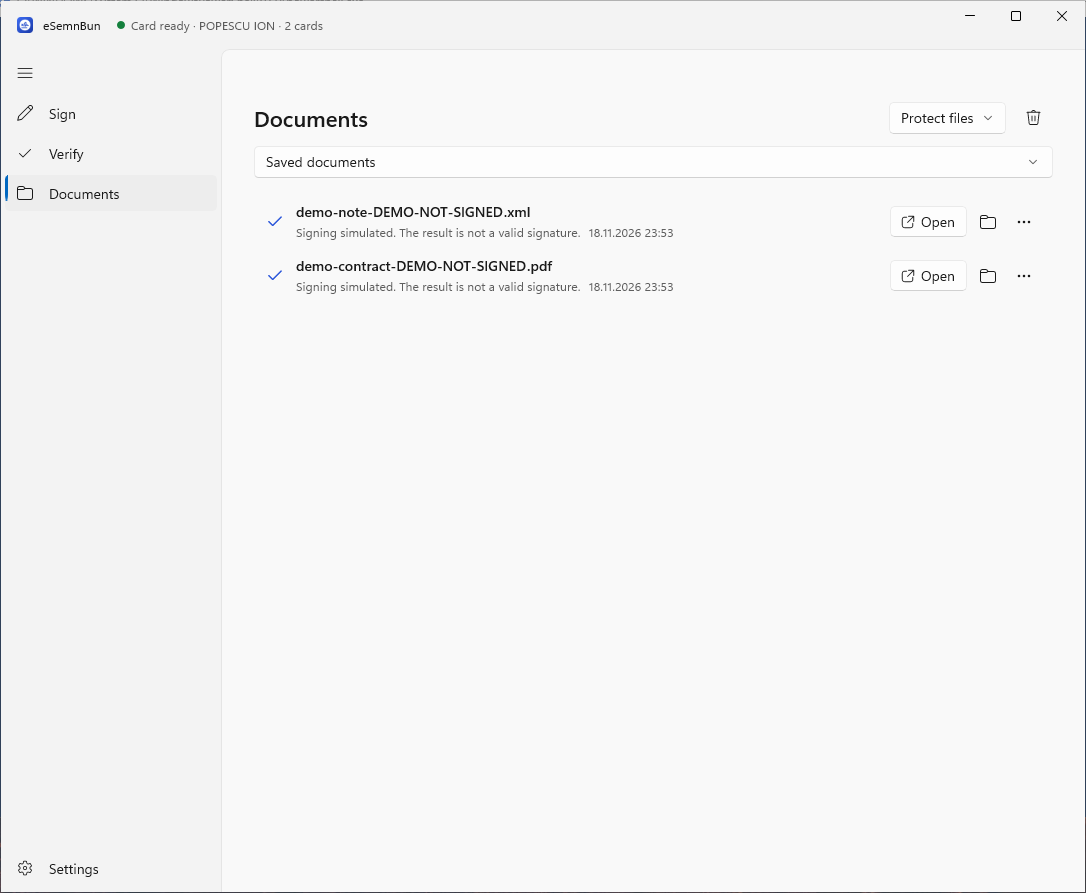 eSemnBun
Card ready · POPESCU ION · 2 cards
Sign
Verify
Documents
Settings
Documents
Protect files
Saved documents
demo-note-DEMO-NOT-SIGNED.xml
Signing simulated. The result is not a valid signature. 18.11.2026 23:53
Open
demo-contract-DEMO-NOT-SIGNED.pdf
Signing simulated. The result is not a valid signature. 18.11.2026 23:53
Open